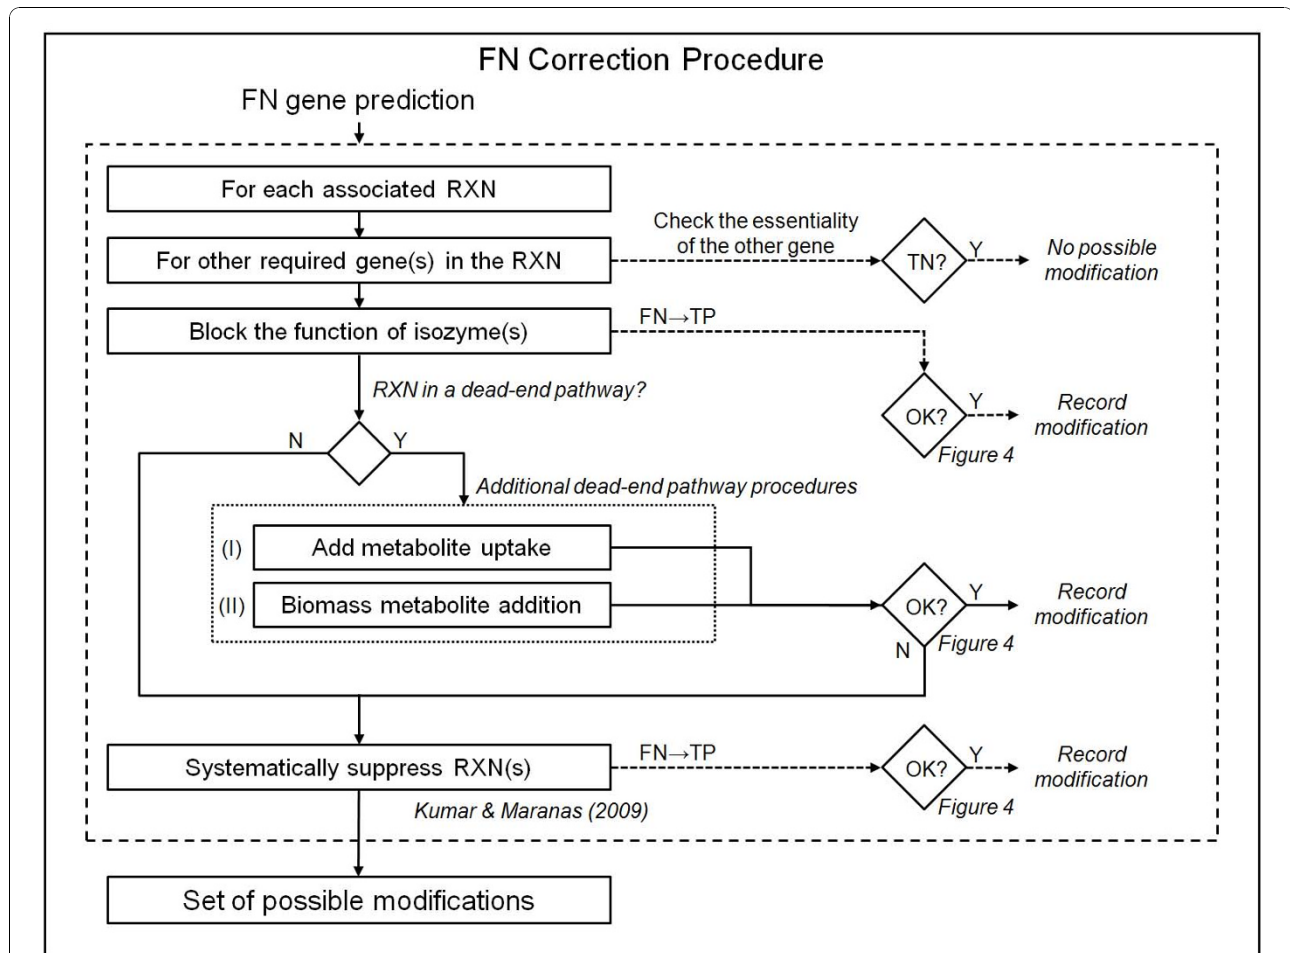 FN Correction Procedure
FN gene prediction
For each associated RXN
For other required gene(s) in the RXN
Check the essentiality
of the other gene
TN?
Y
No possible
modification
Block the function of isozyme(s)
FN→TP
OK?
Y
Record
modification
Figure 4
RXN in a dead-end pathway?
N
Y
Additional dead-end pathway procedures
(I)
Add metabolite uptake
(II)
Biomass metabolite addition
OK?
Y
Record
modification
Figure 4
N
Systematically suppress RXN(s)
FN→TP
OK?
Y
Record
modification
Figure 4
Kumar & Maranas (2009)
Set of possible modifications